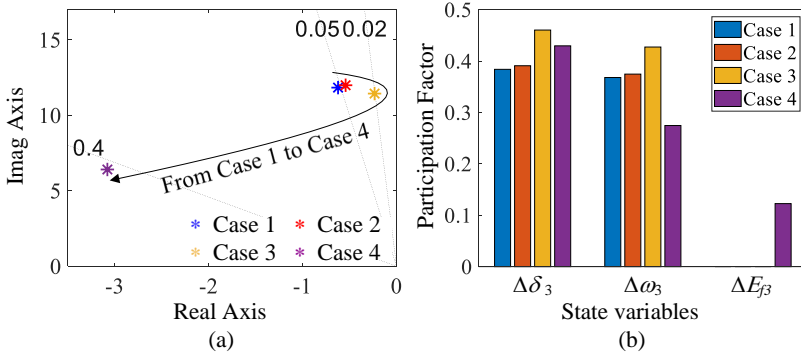 15
10
5
0
Imag Axis
0.05
0.02
0.4
From Case 1 to Case 4
Case 1
Case 2
Case 3
Case 4
-3
-2
-1
0
Real Axis
(a)
0.5
0.4
0.3
0.2
0.1
0
Participation Factor
Case 1
Case 2
Case 3
Case 4
Δδ3
Δω3
ΔEf3
State variables
(b)